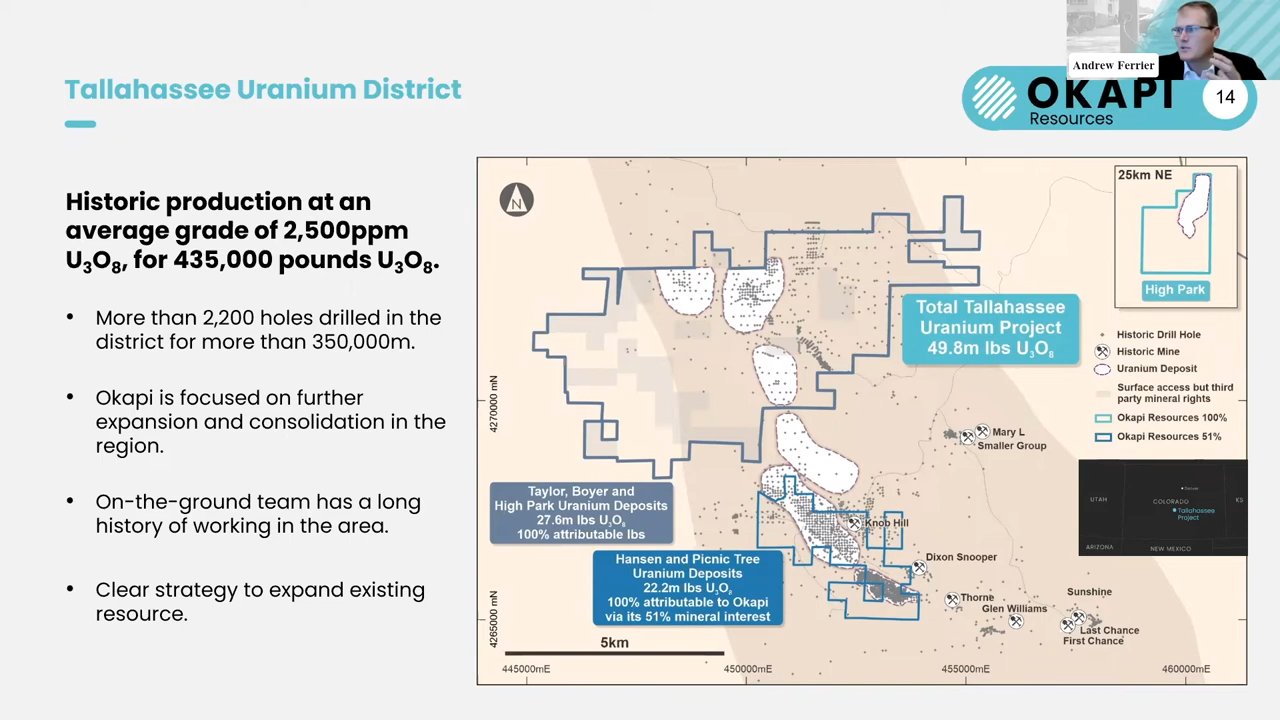 Andrew Ferrier
Tallahassee Uranium District
OKAPI
Resources
14
Historic production at an
average grade of 2,500ppm
U₃O₈, for 435,000 pounds U₃O₈.
• More than 2,200 holes drilled in the
district for more than 350,000m.
• Okapi is focused on further
expansion and consolidation in the
region.
• On-the-ground team has a long
history of working in the area.
• Clear strategy to expand existing
resource.
N
25km NE
High Park
Total Tallahassee
Uranium Project
49.8m lbs U₃O₈
Historic Drill Hole
Historic Mine
Uranium Deposit
Surface access but third
party mineral rights
Okapi Resources 100%
Okapi Resources 51%
4270000 mN
Mary L
Smaller Group
UTAH
Denver
COLORADO
KS
Tallahassee
Project
ARIZONA
NEW MEXICO
Taylor, Boyer and
High Park Uranium Deposits
27.6m lbs U₃O₈
100% attributable lbs
Knob Hill
Hansen and Picnic Tree
Uranium Deposits
22.2m lbs U₃O₈
100% attributable to Okapi
via its 51% mineral interest
Dixon Snooper
Thorne
Glen Williams
Sunshine
Last Chance
First Chance
4265000 mN
5km
445000mE
450000mE
455000mE
460000mE